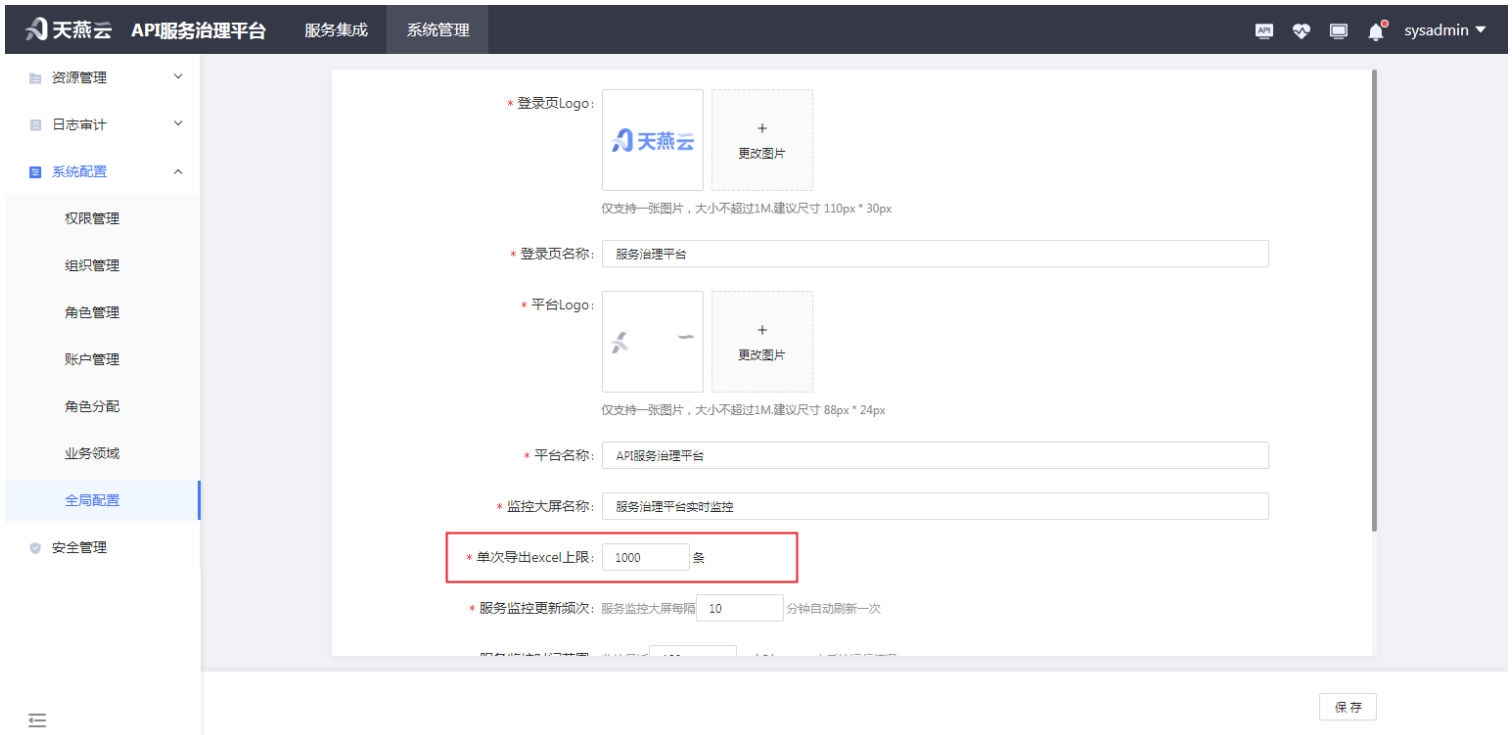 天燕云 API服务治理平台 服务集成 系统管理 API sysadmin
资源管理
日志审计
系统配置
权限管理
组织管理
角色管理
账户管理
角色分配
业务领域
全局配置
安全管理
* 登录页Logo:
天燕云
+
更改图片
仅支持一张图片，大小不超过1M.建议尺寸 110px * 30px
* 登录页名称: 服务治理平台
* 平台Logo:
+
更改图片
仅支持一张图片，大小不超过1M.建议尺寸 88px * 24px
* 平台名称: API服务治理平台
* 监控大屏名称: 服务治理平台实时监控
* 单次导出excel上限: 1000 条
* 服务监控更新频次: 服务监控大屏每隔 10 分钟自动刷新一次
保存